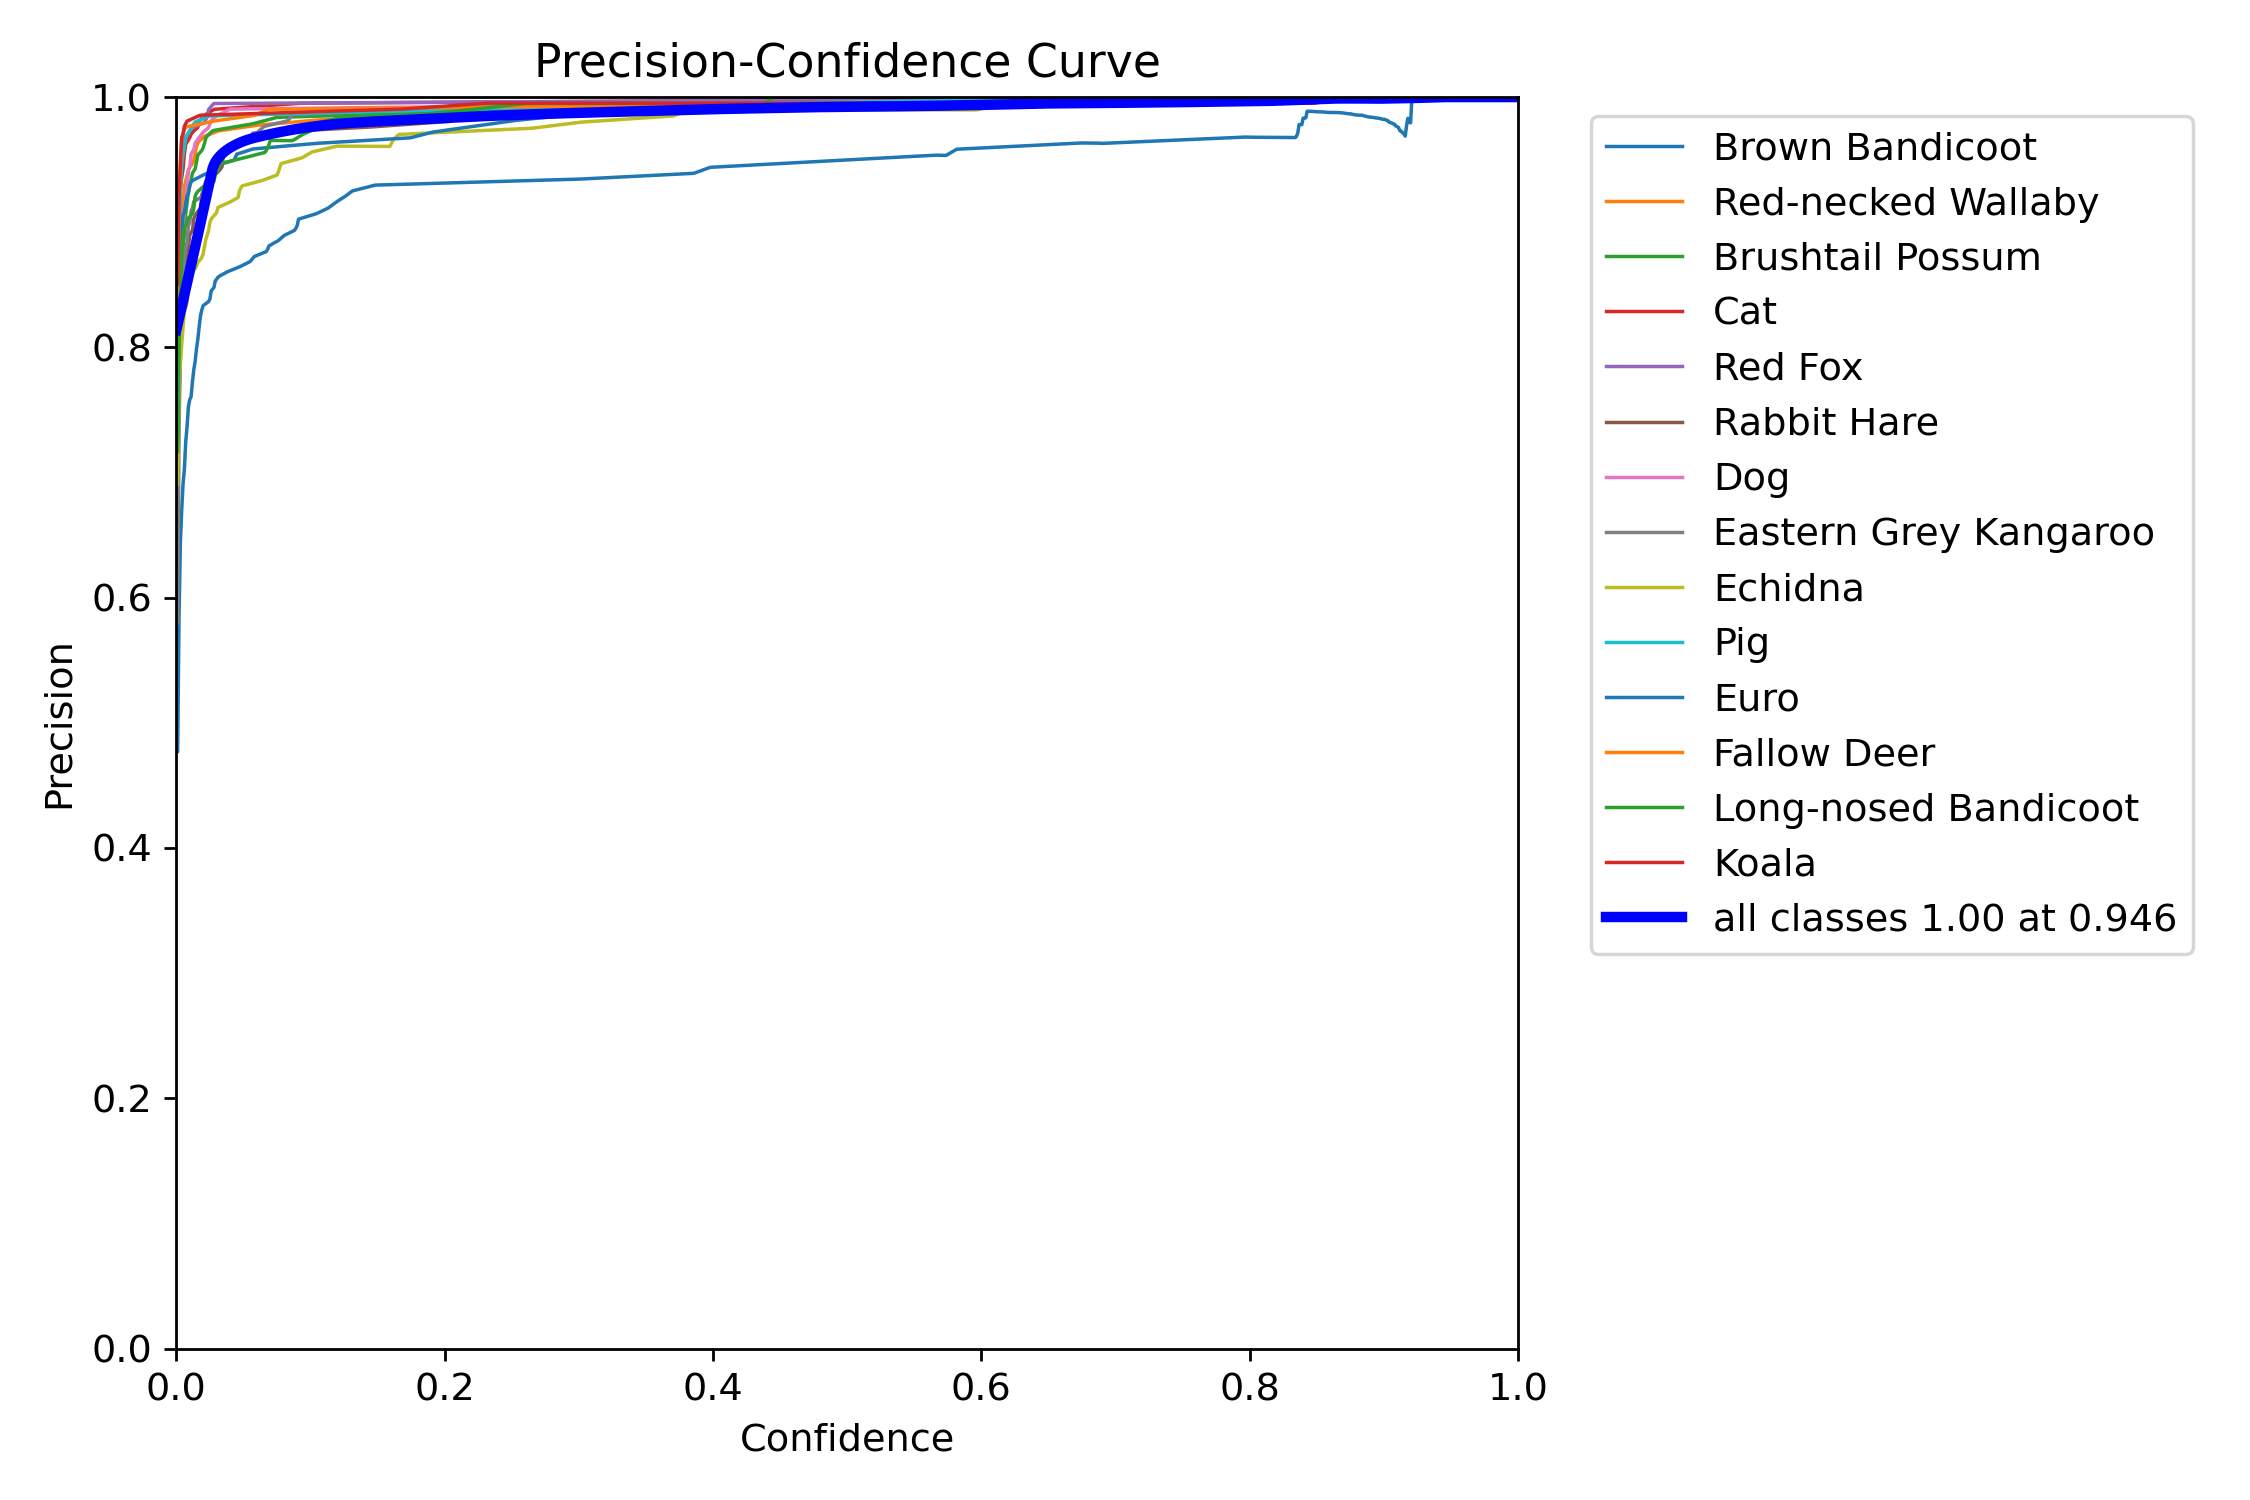 Precision-Confidence Curve
1.0
0.8
0.6
0.4
0.2
0.0
Precision
0.0 0.2 0.4 0.6 0.8 1.0
Confidence
Brown Bandicoot
Red-necked Wallaby
Brushtail Possum
Cat
Red Fox
Rabbit Hare
Dog
Eastern Grey Kangaroo
Echidna
Pig
Euro
Fallow Deer
Long-nosed Bandicoot
Koala
all classes 1.00 at 0.946